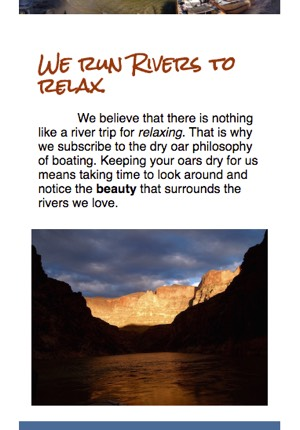 We run Rivers to
relax
We believe that there is nothing
like a river trip for relaxing. That is why
we subscribe to the dry oar philosophy
of boating. Keeping your oars dry for us
means taking time to look around and
notice the beauty that surrounds the
rivers we love.